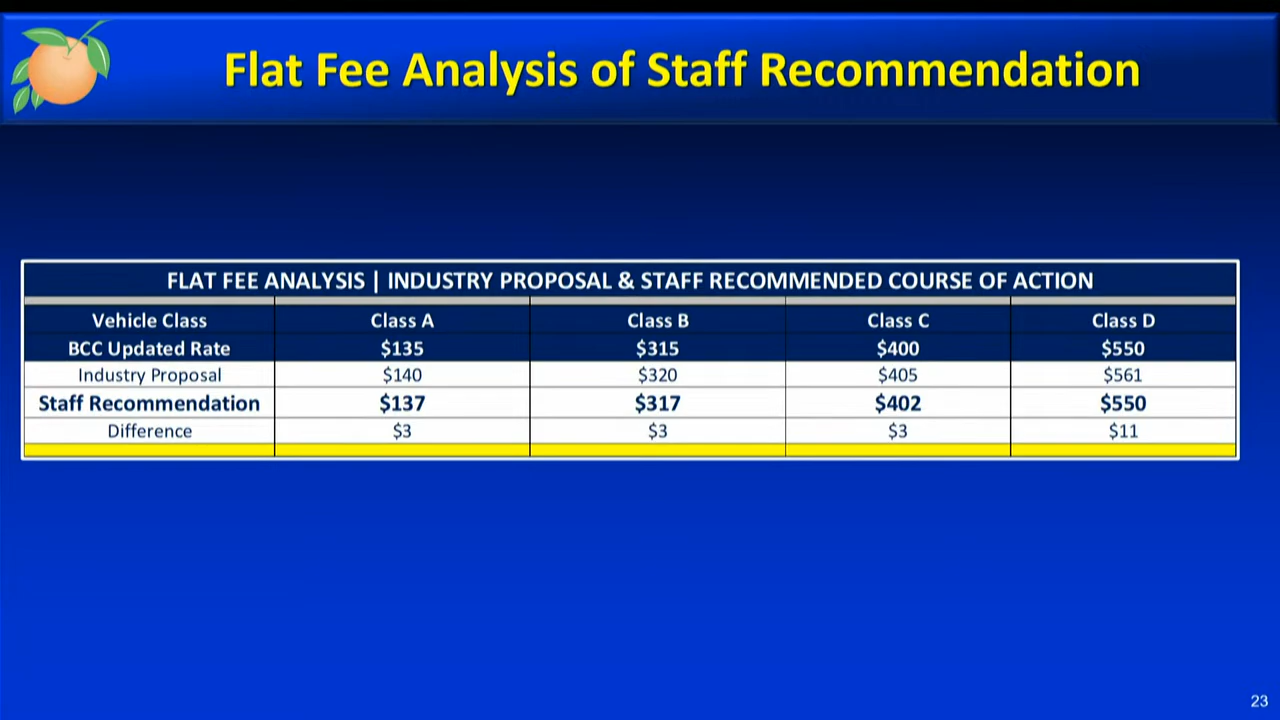 Flat Fee Analysis of Staff Recommendation
FLAT FEE ANALYSIS | INDUSTRY PROPOSAL & STAFF RECOMMENDED COURSE OF ACTION
Vehicle Class Class A Class B Class C Class D
BCC Updated Rate $135 $315 $400 $550
Industry Proposal $140 $320 $405 $561
Staff Recommendation $137 $317 $402 $550
Difference $3 $3 $3 $11
23